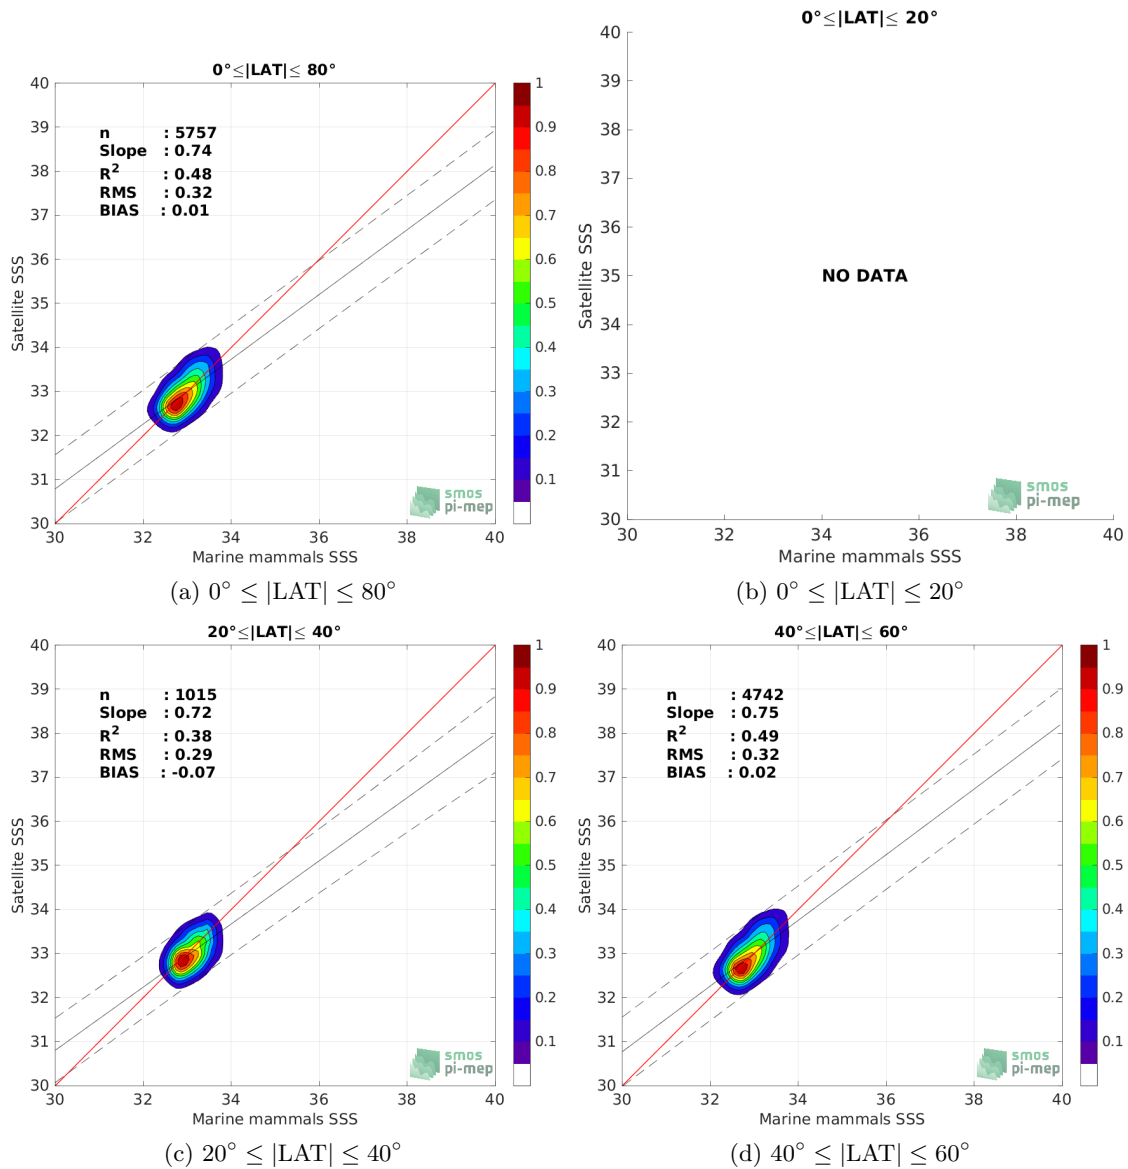 0°≤|LAT|≤ 80°
40
39
38
37
36
35
34
33
32
31
30
Satellite SSS
n : 5757
Slope : 0.74
R² : 0.48
RMS : 0.32
BIAS : 0.01
smos
pi-mep
30 32 34 36 38 40
Marine mammals SSS
1
0.9
0.8
0.7
0.6
0.5
0.4
0.3
0.2
0.1
(a) 0° ≤ |LAT| ≤ 80°
0°≤|LAT|≤ 20°
40
39
38
37
36
35
34
33
32
31
30
Satellite SSS
NO DATA
smos
pi-mep
30 32 34 36 38 40
Marine mammals SSS
(b) 0° ≤ |LAT| ≤ 20°
20°≤|LAT|≤ 40°
40
39
38
37
36
35
34
33
32
31
30
Satellite SSS
n : 1015
Slope : 0.72
R² : 0.38
RMS : 0.29
BIAS : -0.07
smos
pi-mep
30 32 34 36 38 40
Marine mammals SSS
1
0.9
0.8
0.7
0.6
0.5
0.4
0.3
0.2
0.1
(c) 20° ≤ |LAT| ≤ 40°
40°≤|LAT|≤ 60°
40
39
38
37
36
35
34
33
32
31
30
Satellite SSS
n : 4742
Slope : 0.75
R² : 0.49
RMS : 0.32
BIAS : 0.02
smos
pi-mep
30 32 34 36 38 40
Marine mammals SSS
1
0.9
0.8
0.7
0.6
0.5
0.4
0.3
0.2
0.1
(d) 40° ≤ |LAT| ≤ 60°